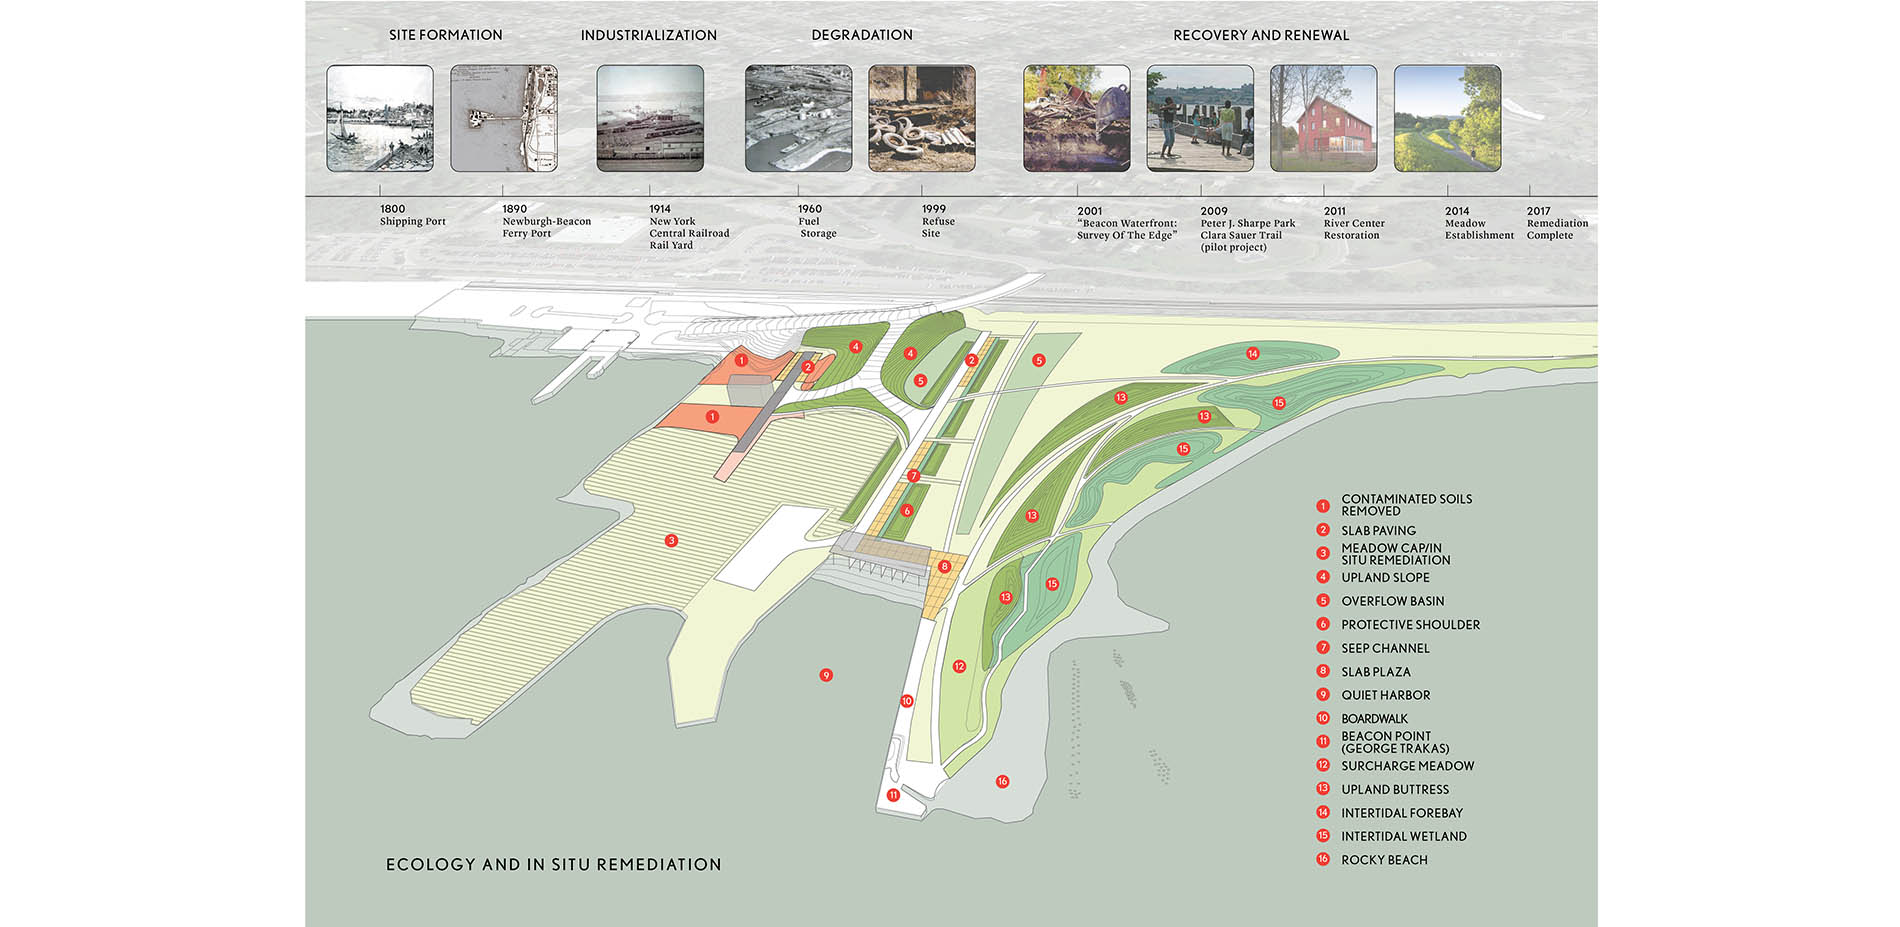 SITE FORMATION
INDUSTRIALIZATION
DEGRADATION
RECOVERY AND RENEWAL
1800
Shipping Port
1890
Newburgh-Beacon
Ferry Port
1914
New York
Central Railroad
Rail Yard
1960
Fuel
Storage
1999
Refuse
Site
2001
“Beacon Waterfront:
Survey Of The Edge”
2009
Peter J. Sharpe Park
Clara Sauer Trail
(pilot project)
2011
River Center
Restoration
2014
Meadow
Establishment
2017
Remediation
Complete
1
2
4
4
5
2
5
14
1
13
15
13
15
7
6
13
3
8
13
15
12
9
10
16
11
1 CONTAMINATED SOILS
REMOVED
2 SLAB PAVING
3 MEADOW CAP/IN
SITU REMEDIATION
4 UPLAND SLOPE
5 OVERFLOW BASIN
6 PROTECTIVE SHOULDER
7 SEEP CHANNEL
8 SLAB PLAZA
9 QUIET HARBOR
10 BOARDWALK
11 BEACON POINT
(GEORGE TRAKAS)
12 SURCHARGE MEADOW
13 UPLAND BUTTRESS
14 INTERTIDAL FOREBAY
15 INTERTIDAL WETLAND
16 ROCKY BEACH
ECOLOGY AND IN SITU REMEDIATION